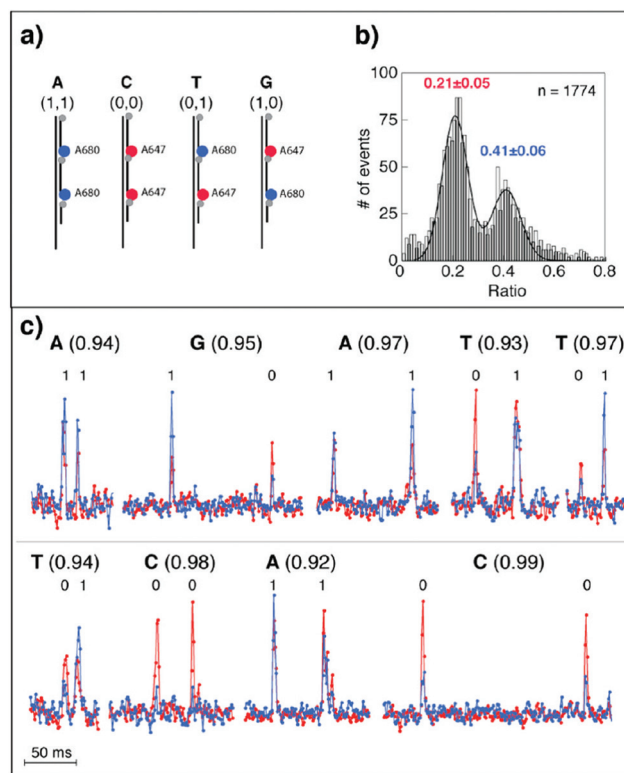 a)
A C T G
(1,1) (0,0) (0,1) (1,0)
A680 A647 A680 A647
A680 A647 A647 A680
b)
0.21±0.05
n = 1774
0.41±0.06
# of events
100
75
50
25
0
0 0.2 0.4 0.6 0.8
Ratio
c)
A (0.94) G (0.95) A (0.97) T (0.93) T (0.97)
1 1 1 0 1 1 0 1 0 1
T (0.94) C (0.98) A (0.92) C (0.99)
0 1 0 0 1 1 0 0
50 ms